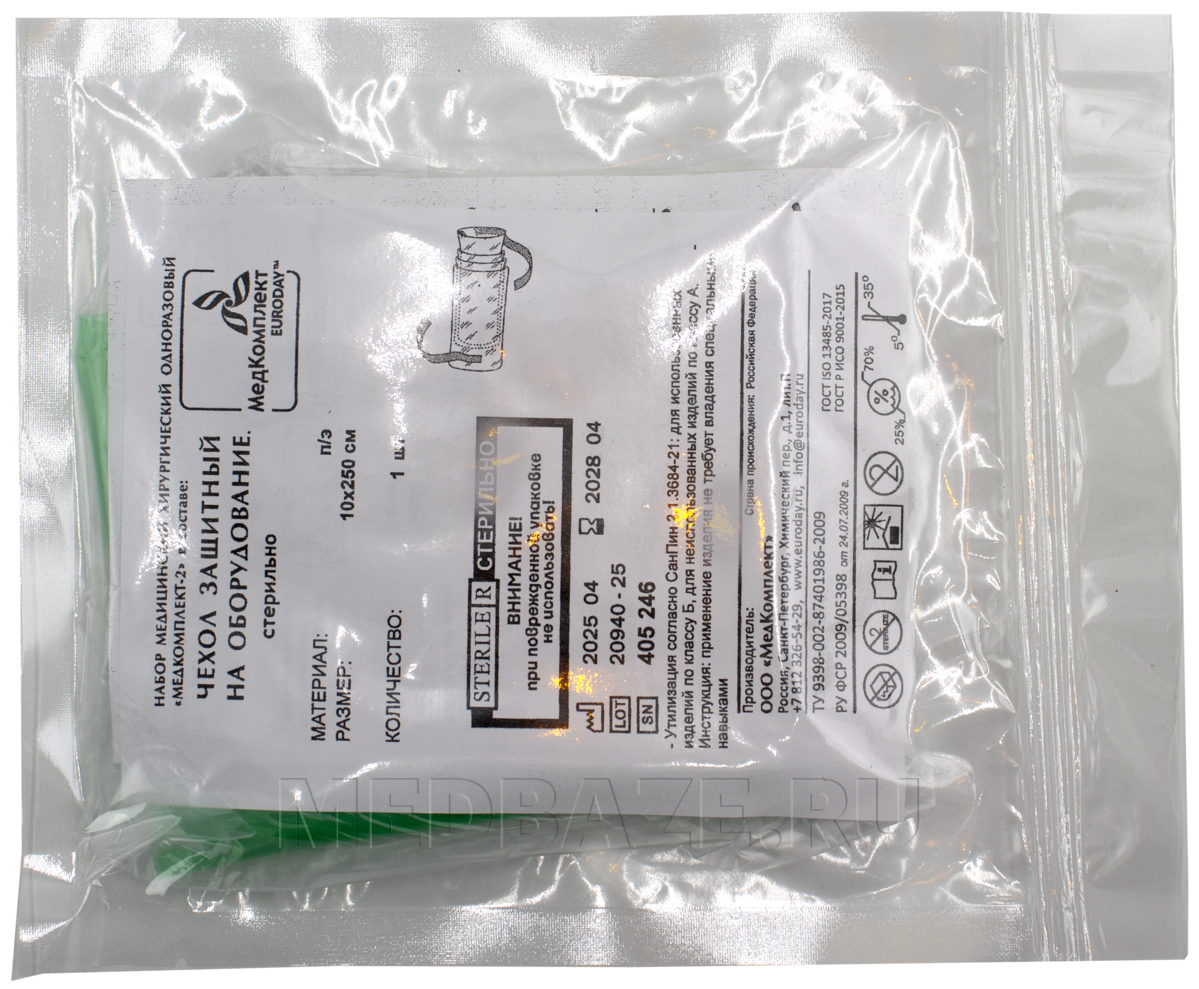 НАБОР МЕДИЦИНСКИЙ ХИРУРГИЧЕСКИЙ ОДНОРАЗОВЫЙ
«МЕДКОМПЛЕКТ-2» в составе:
ЧЕХОЛ ЗАЩИТНЫЙ
НА ОБОРУДОВАНИЕ.
стерильно
МедКомплект
EURODAY™
МАТЕРИАЛ: п/э
РАЗМЕР: 10x250 см
КОЛИЧЕСТВО: 1 шт.
STERILE R СТЕРИЛЬНО
ВНИМАНИЕ!
при поврежденной упаковке
не использовать!
2025 04 2028 04
LOT 20940 - 25
SN 405 246
- Утилизация согласно СанПин 2.1.3684-21: для использованных
изделий по классу Б, для неиспользованных изделий по классу А.
Инструкция: применение изделия не требует владения специальными
навыками
Производитель: Страна происхождения: Российская Федерация
ООО «МедКомплект»
Россия, Санкт-Петербург, Химический пер., д.1, лит.П
+7 812 326-54-29, www.euroday.ru, info@euroday.ru
ТУ 9398-002-87401986-2009 ГОСТ ISO 13485-2017
РУ ФСР 2009/05398 от 24.07.2009 г. ГОСТ Р ИСО 9001-2015
2 STERILIZE i 2 25% % 70% 5° 35°
MEDBAZE.RU